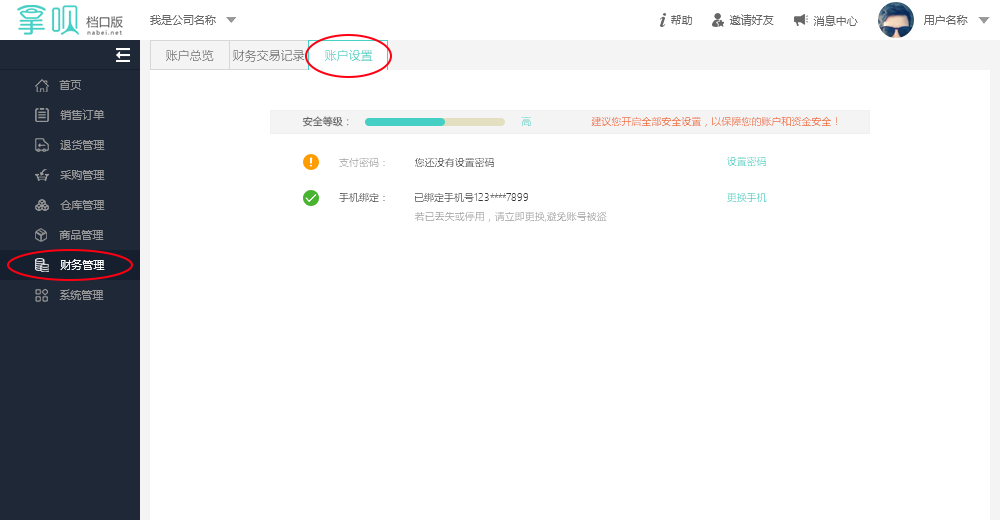 拿呗 档口版
nabei.net
我是公司名称
帮助
邀请好友
消息中心
用户名称
首页
销售订单
退货管理
采购管理
仓库管理
商品管理
财务管理
系统管理
账户总览
财务交易记录
账户设置
安全等级： 高 建议您开启全部安全设置，以保障您的账户和资金安全！
支付密码： 您还没有设置密码 设置密码
手机绑定： 已绑定手机号123****7899 更换手机
若已丢失或停用，请立即更换,避免账号被盗